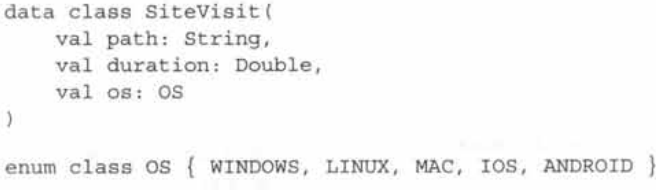 data class SiteVisit(
    val path: String,
    val duration: Double,
    val os: OS
)
enum class OS { WINDOWS, LINUX, MAC, IOS, ANDROID }